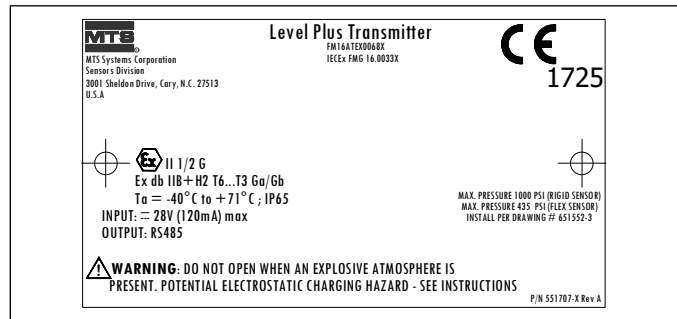 MTS
®
Level Plus Transmitter
FM16ATEX0068X
IECEx FMG 16.0033X
CE
1725
MTS Systems Corporation
Sensors Division
3001 Sheldon Drive, Cary, N.C. 27513
U.S.A
Ex II 1/2 G
Ex db IIB+H2 T6...T3 Ga/Gb
Ta = -40°C to +71°C ; IP65
INPUT: ⎓ 28V (120mA) max
OUTPUT: RS485
MAX. PRESSURE 1000 PSI (RIGID SENSOR)
MAX. PRESSURE 435 PSI (FLEX SENSOR)
INSTALL PER DRAWING # 651552-3
WARNING: DO NOT OPEN WHEN AN EXPLOSIVE ATMOSPHERE IS
PRESENT. POTENTIAL ELECTROSTATIC CHARGING HAZARD - SEE INSTRUCTIONS
P/N 551707-X Rev A